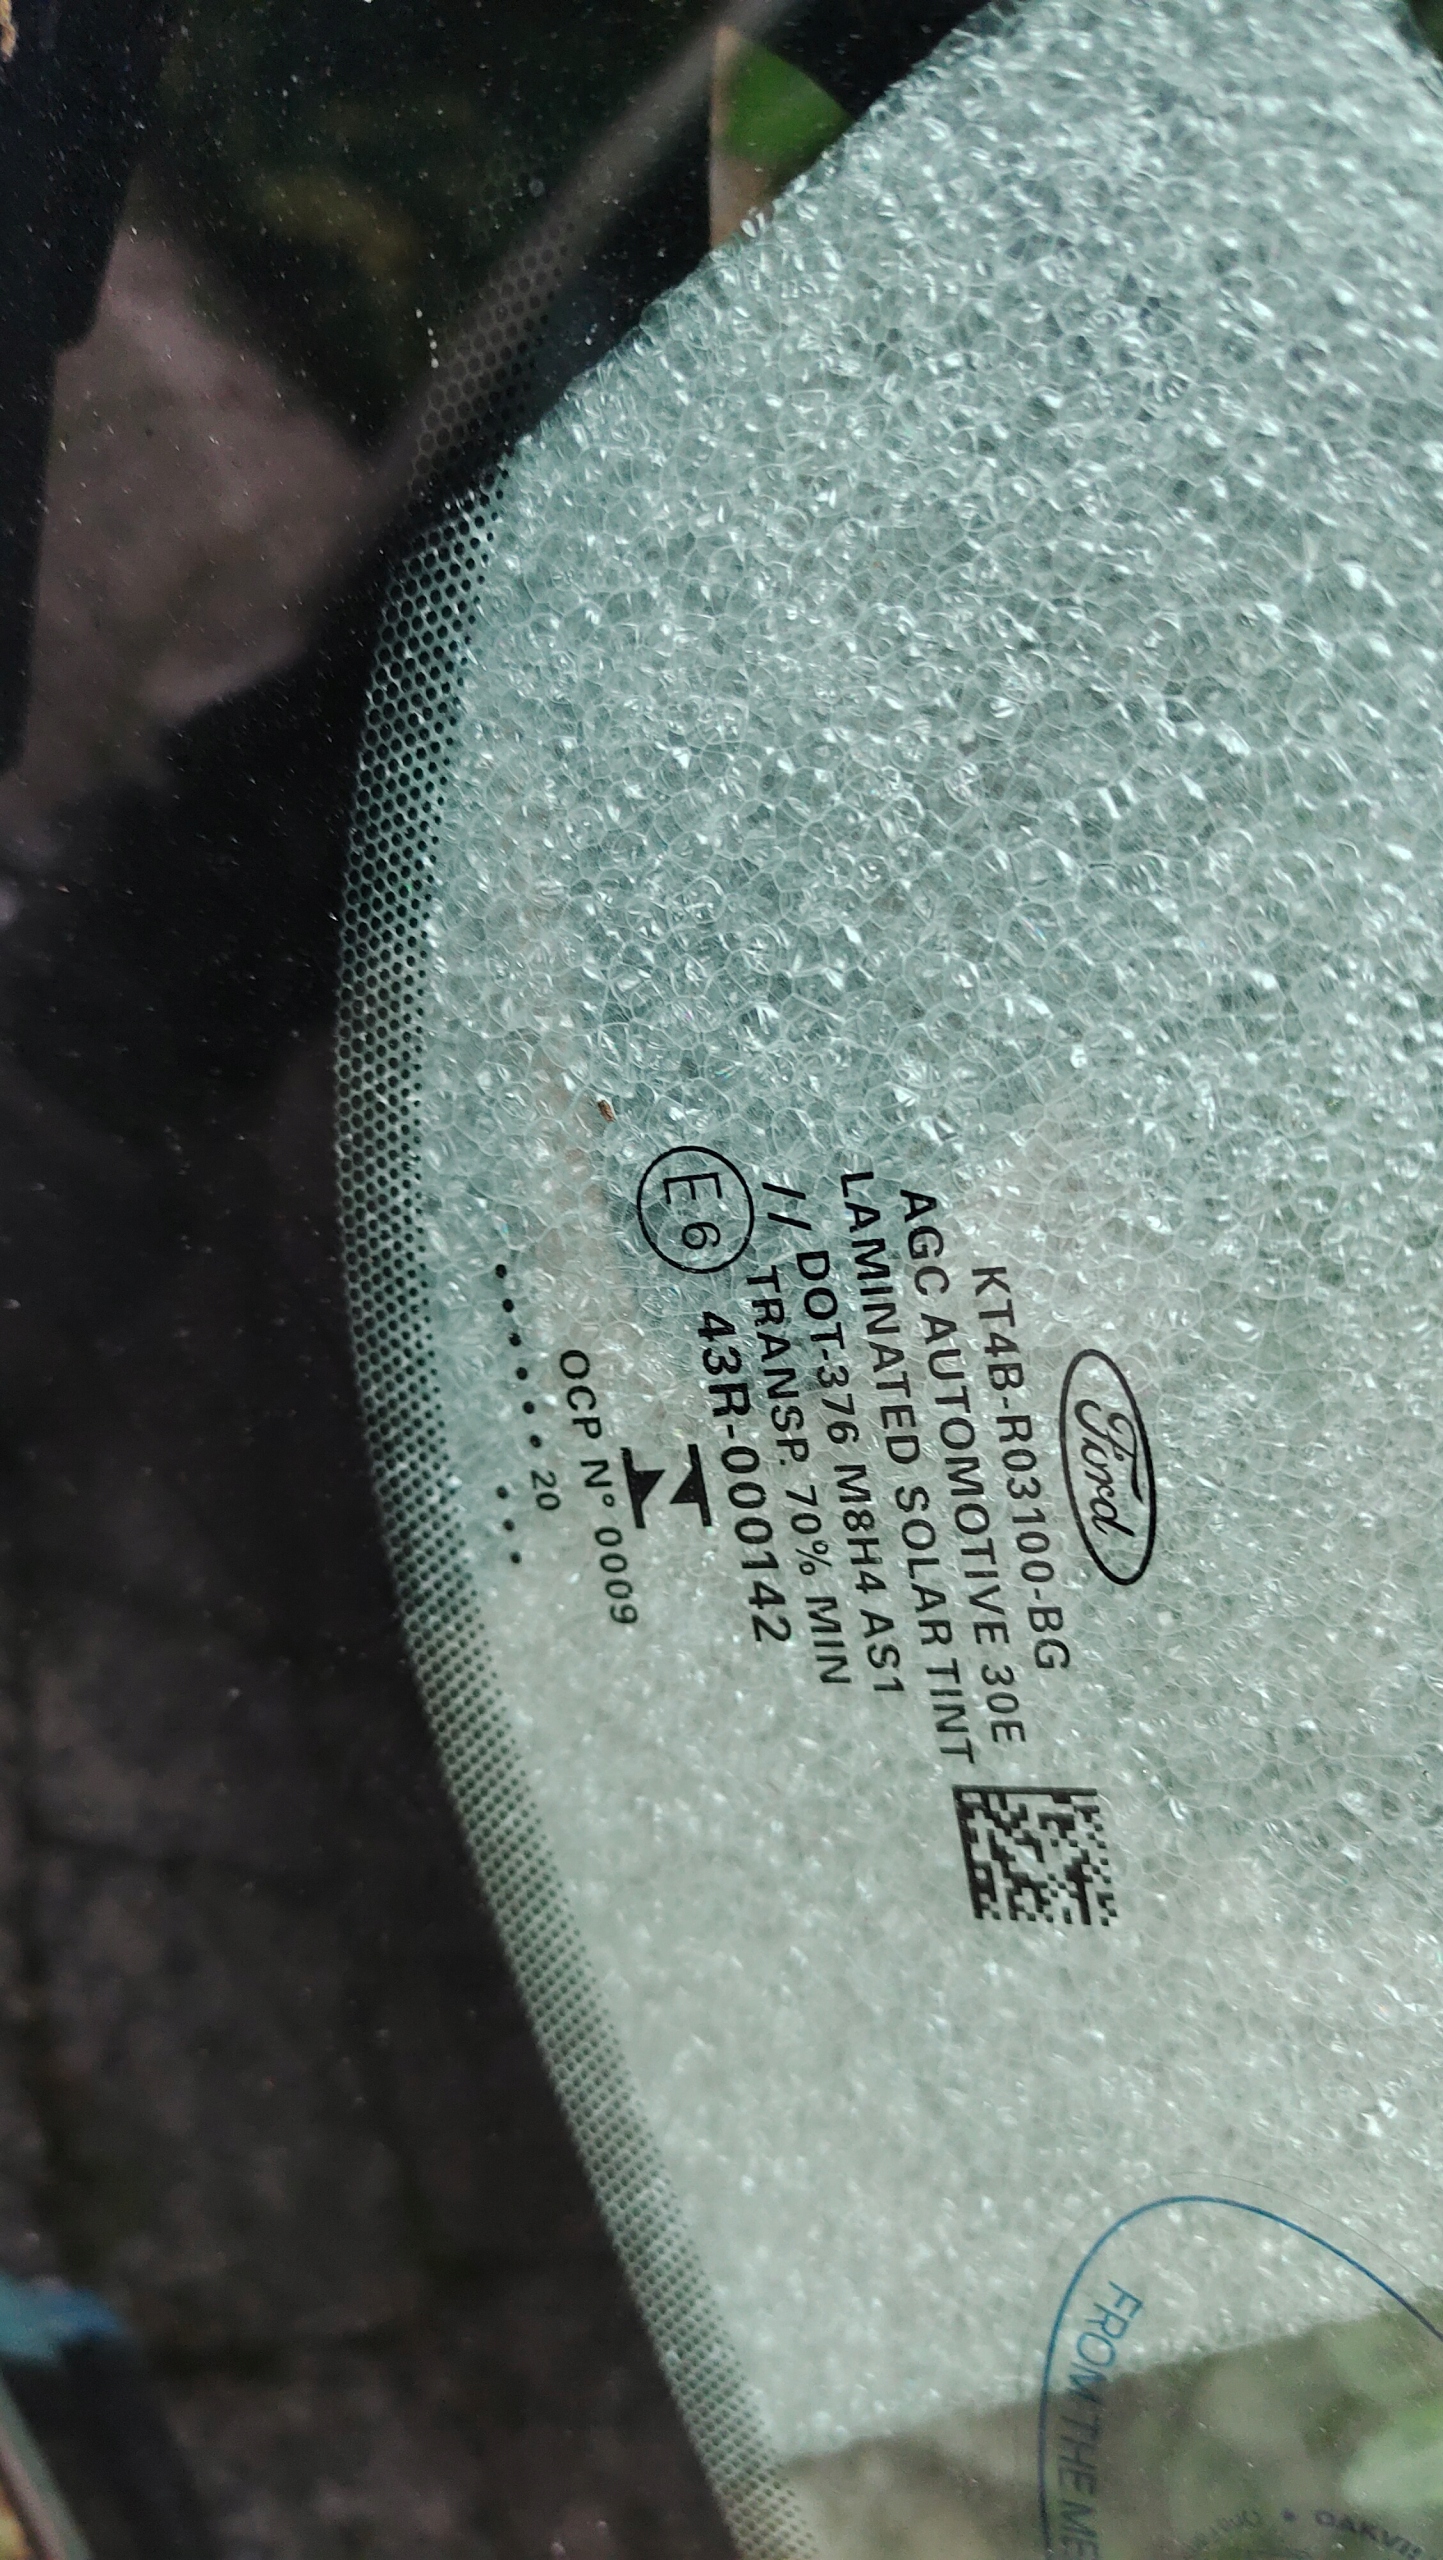 Ford
KT4B-R03100-BG
AGC AUTOMOTIVE 30E
LAMINATED SOLAR TINT
// DOT-376 M8H4 AS1
TRANSP. 70% MIN
E6 43R-000142
N
OCP N° 0009
.......20 ...
FROM THE ME